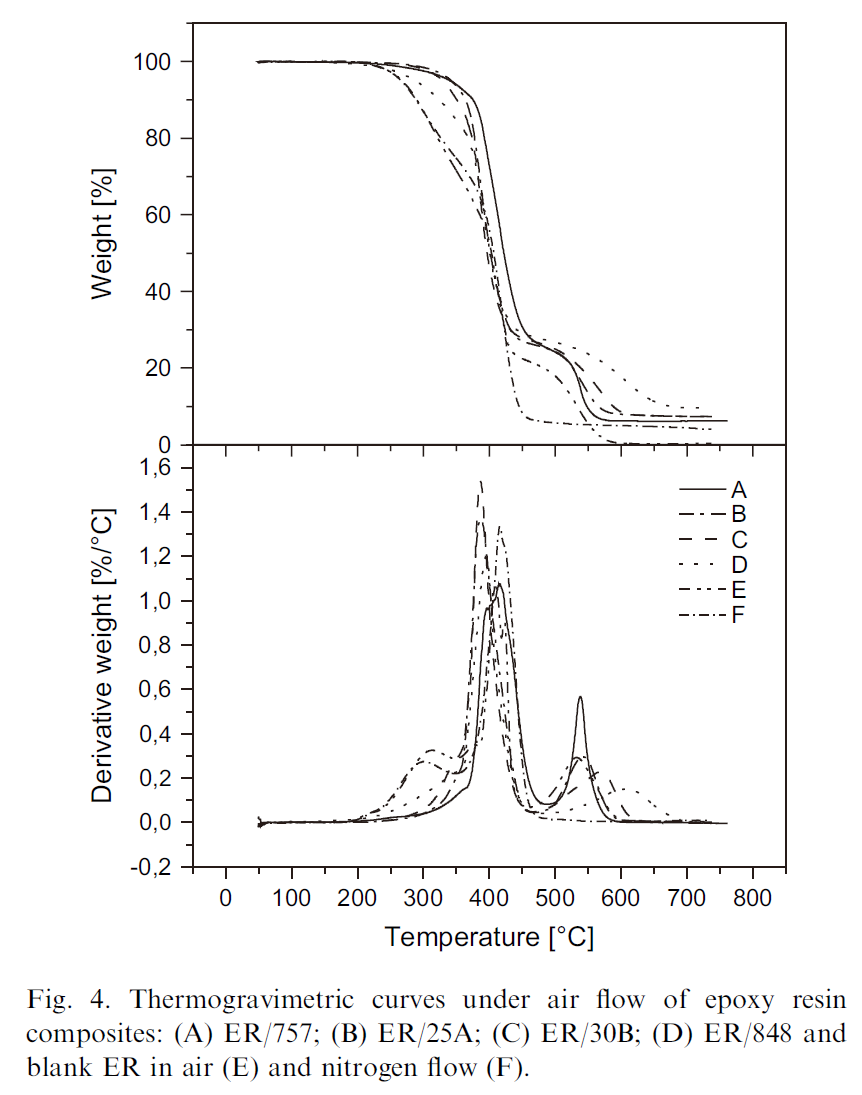 100
80
60
40
20
0
Weight [%]
1,6
1,4
1,2
1,0
0,8
0,6
0,4
0,2
0,0
-0,2
Derivative weight [%/°C]
A
B
C
D
E
F
0 100 200 300 400 500 600 700 800
Temperature [°C]
Fig. 4. Thermogravimetric curves under air flow of epoxy resin
composites: (A) ER/757; (B) ER/25A; (C) ER/30B; (D) ER/848 and
blank ER in air (E) and nitrogen flow (F).